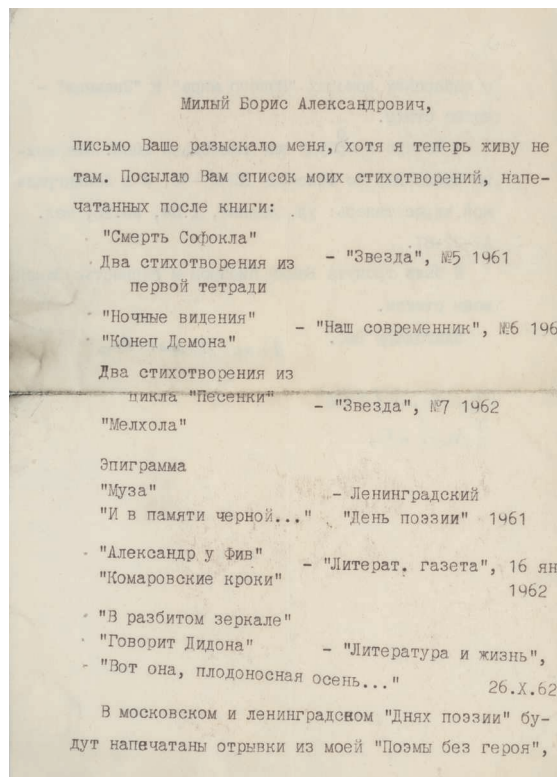 Милый Борис Александрович,
письмо Ваше разыскало меня, хотя я теперь живу не
там. Посылаю Вам список моих стихотворений, напе-
чатанных после книги:
"Смерть Софокла"
Два стихотворения из – "Звезда", №5 1961
первой тетради
"Ночные видения" – "Наш современник", №6 196
"Конец Демона"
Два стихотворения из
цикла "Песенки" – "Звезда", №7 1962
"Мелхола"
Эпиграмма
"Муза" – Ленинградский
"И в памяти черной..." "День поэзии" 1961
"Александр у Фив" – "Литерат. газета", 16 ян
"Комаровские кроки" 1962
"В разбитом зеркале"
"Говорит Дидона" – "Литература и жизнь",
"Вот она, плодоносная осень..." 26.X.62
В московском и ленинградском "Днях поэзии" бу-
дут напечатаны отрывки из моей "Поэмы без героя",